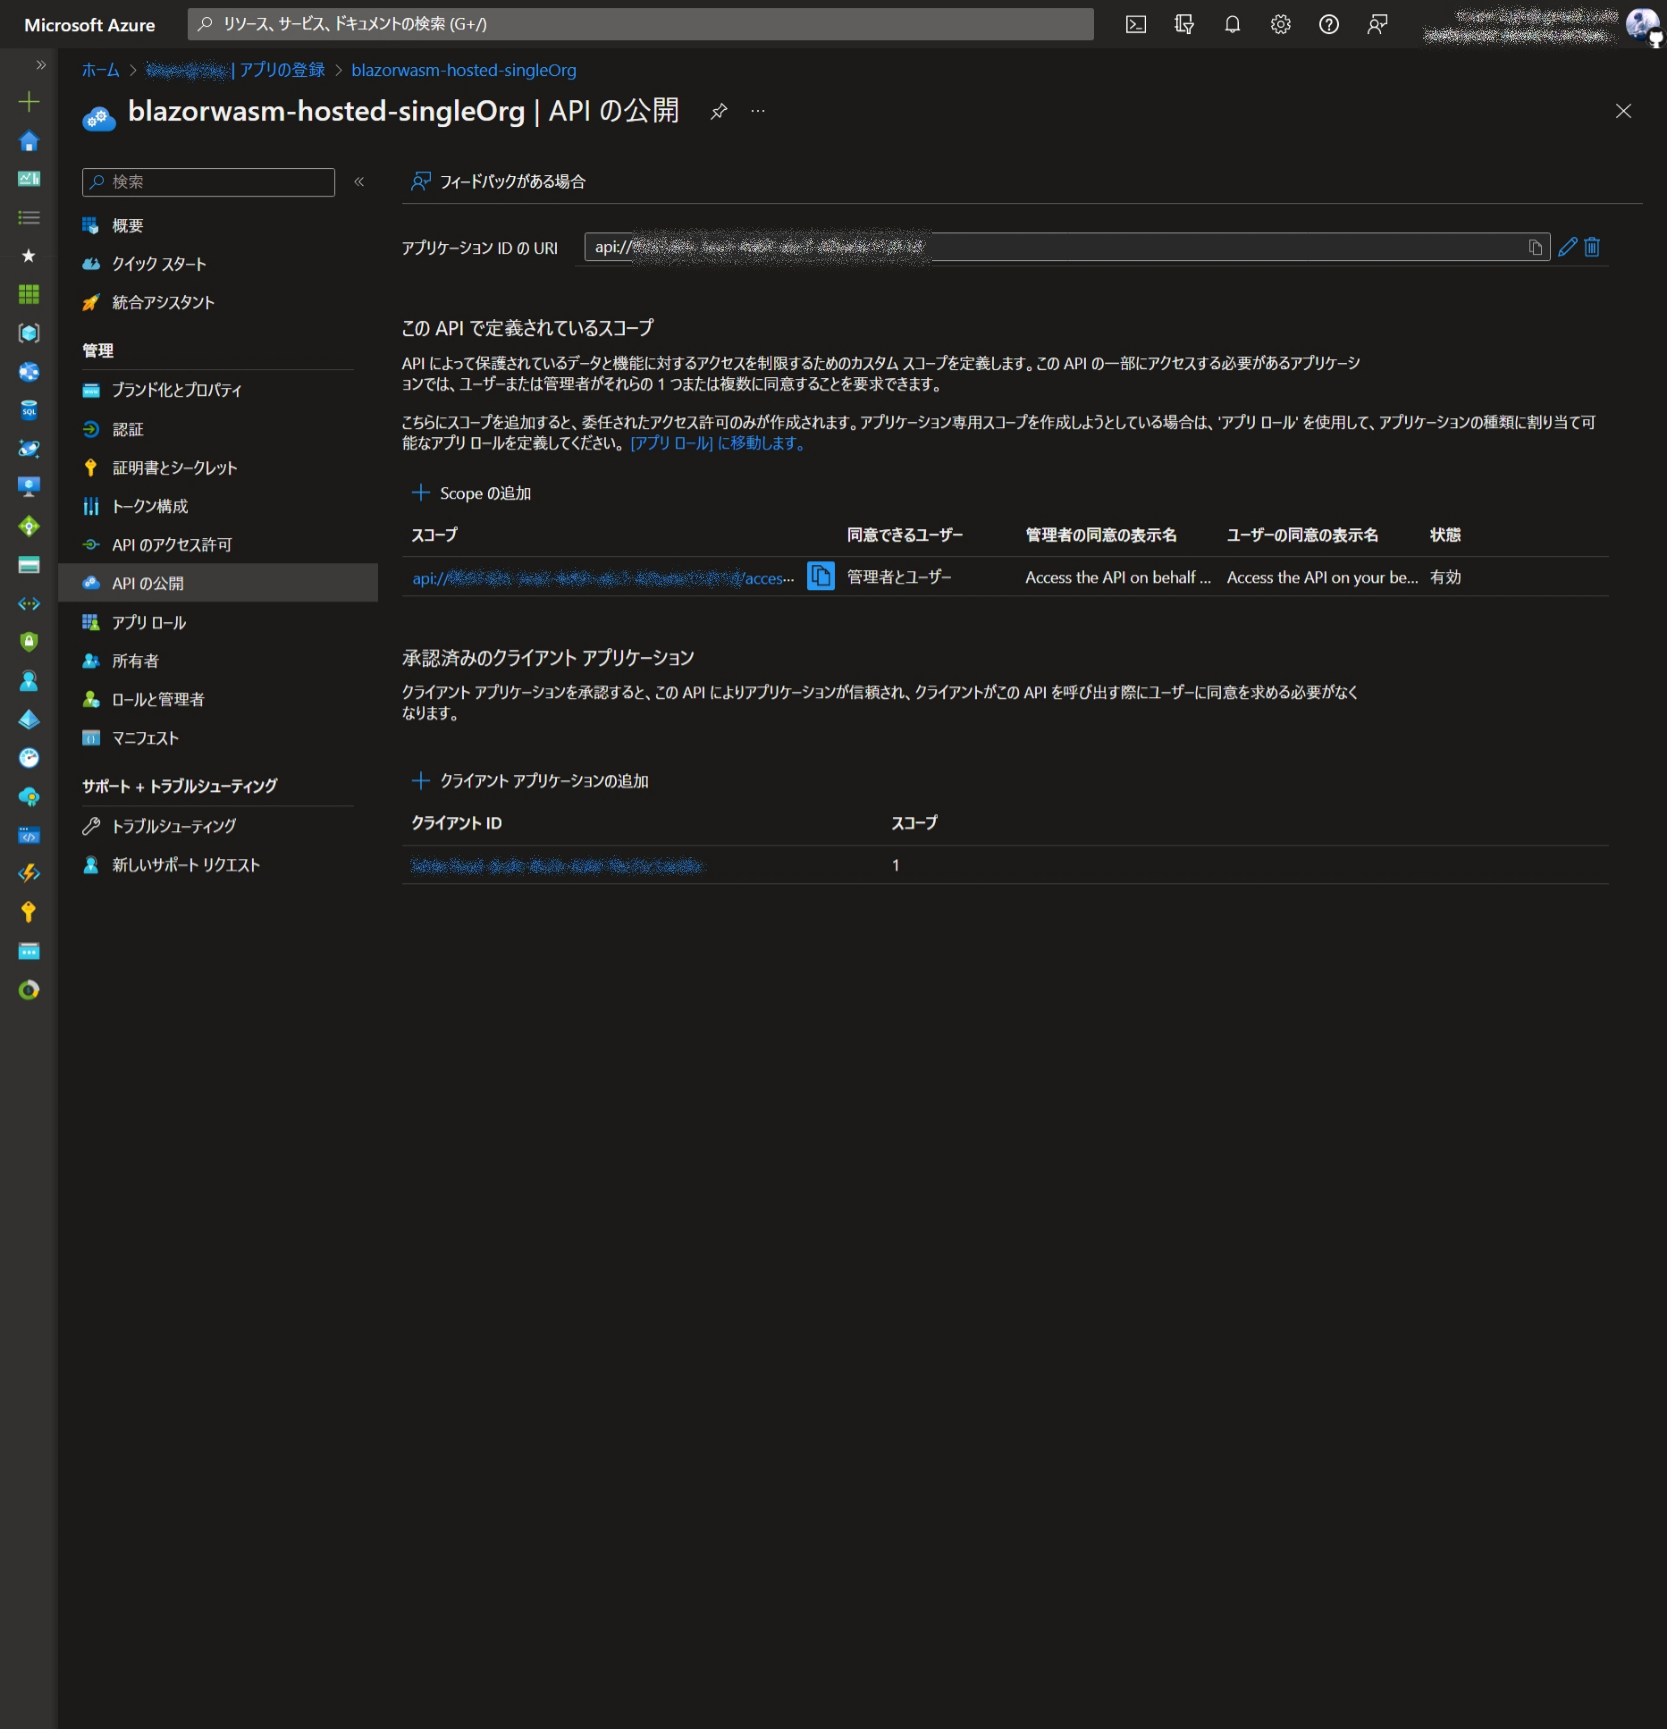 Microsoft Azure
リソース、サービス、ドキュメントの検索 (G+/)
ホーム
| アプリの登録
blazorwasm-hosted-singleOrg
blazorwasm-hosted-singleOrg | API の公開
検索
概要
クイック スタート
統合アシスタント
管理
ブランド化とプロパティ
認証
証明書とシークレット
トークン構成
API のアクセス許可
API の公開
アプリ ロール
所有者
ロールと管理者
マニフェスト
サポート + トラブルシューティング
トラブルシューティング
新しいサポート リクエスト
フィードバックがある場合
アプリケーション ID の URI
api://
この API で定義されているスコープ
API によって保護されているデータと機能に対するアクセスを制限するためのカスタム スコープを定義します。この API の一部にアクセスする必要があるアプリケーシ
ョンでは、ユーザーまたは管理者がそれらの 1 つまたは複数に同意することを要求できます。
こちらにスコープを追加すると、委任されたアクセス許可のみが作成されます。アプリケーション専用スコープを作成しようとしている場合は、'アプリ ロール' を使用して、アプリケーションの種類に割り当て可
能なアプリ ロールを定義してください。[アプリ ロール] に移動します。
Scope の追加
スコープ 同意できるユーザー 管理者の同意の表示名 ユーザーの同意の表示名 状態
api:// /acces... 管理者とユーザー Access the API on behalf ... Access the API on your be... 有効
承認済みのクライアント アプリケーション
クライアント アプリケーションを承認すると、この API によりアプリケーションが信頼され、クライアントがこの API を呼び出す際にユーザーに同意を求める必要がなく
なります。
クライアント アプリケーションの追加
クライアント ID スコープ
1